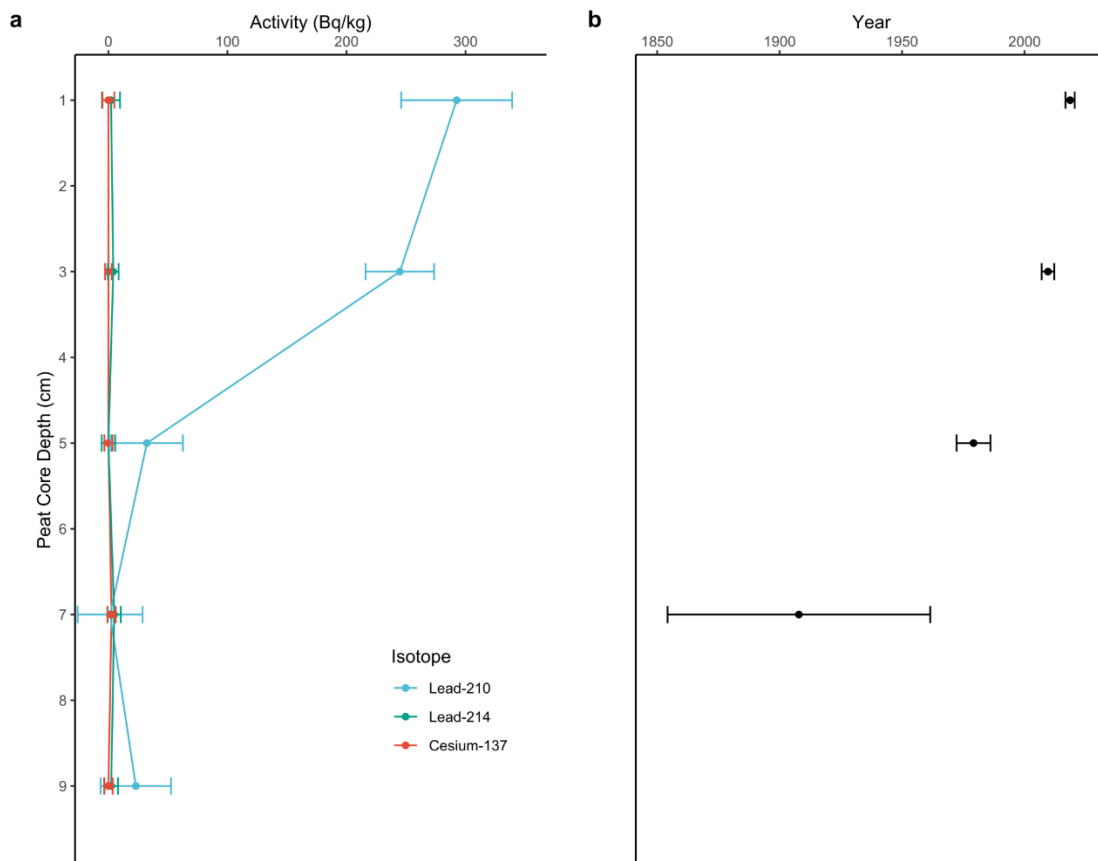 a
Activity (Bq/kg)
0 100 200 300
Peat Core Depth (cm)
1
2
3
4
5
6
7
8
9
Isotope
Lead-210
Lead-214
Cesium-137
b
Year
1850 1900 1950 2000